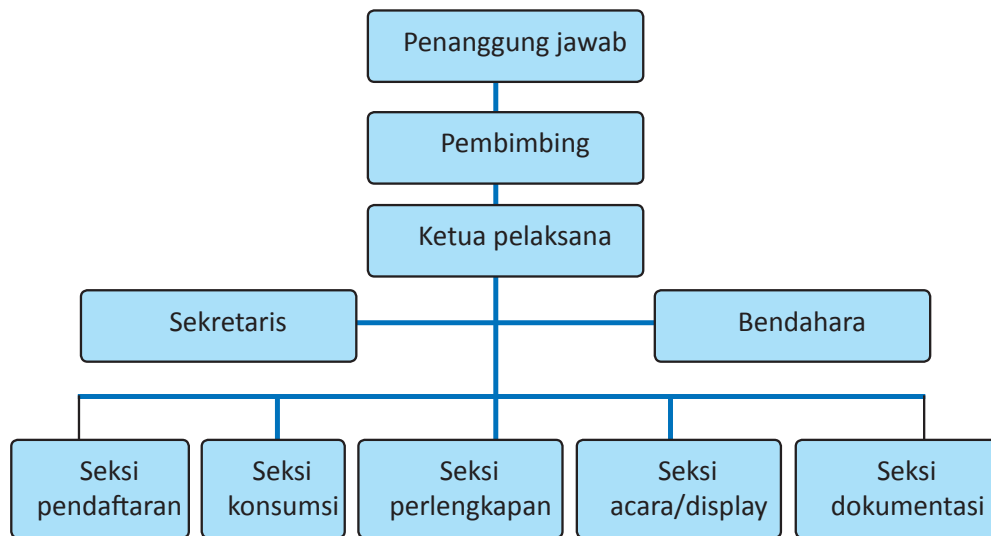 Penanggung jawab
Pembimbing
Ketua pelaksana
Sekretaris
Bendahara
Seksi
pendaftaran
Seksi
konsumsi
Seksi
perlengkapan
Seksi
acara/display
Seksi
dokumentasi